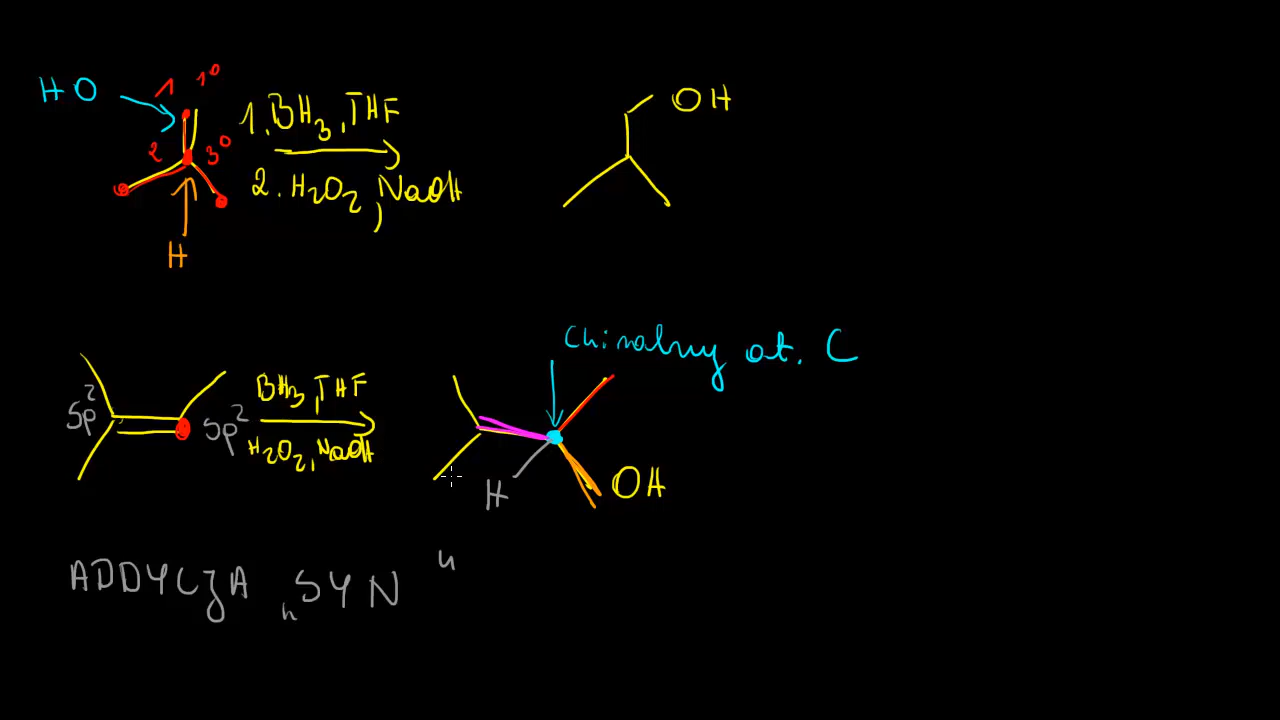 HO 1 1°
1. BH3, THF
OH
2 3°
2. H2O2, NaOH
H
Chiralny at. C
sp2 sp2
BH3, THF
H2O2, NaOH
H OH
ADDYCJA „SYN"